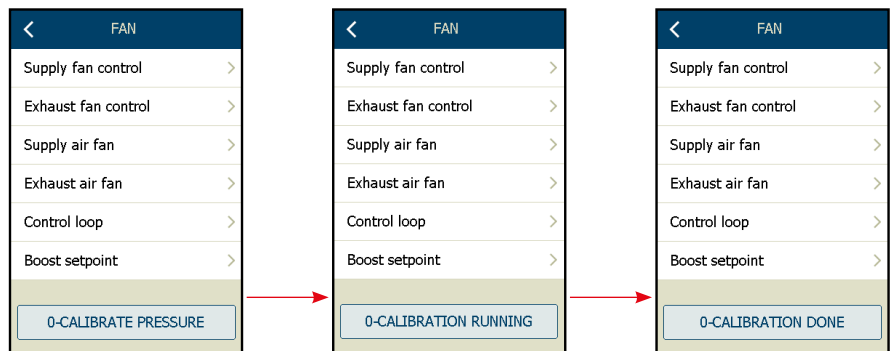 FAN
Supply fan control
Exhaust fan control
Supply air fan
Exhaust air fan
Control loop
Boost setpoint
0-CALIBRATE PRESSURE
FAN
Supply fan control
Exhaust fan control
Supply air fan
Exhaust air fan
Control loop
Boost setpoint
0-CALIBRATION RUNNING
FAN
Supply fan control
Exhaust fan control
Supply air fan
Exhaust air fan
Control loop
Boost setpoint
0-CALIBRATION DONE